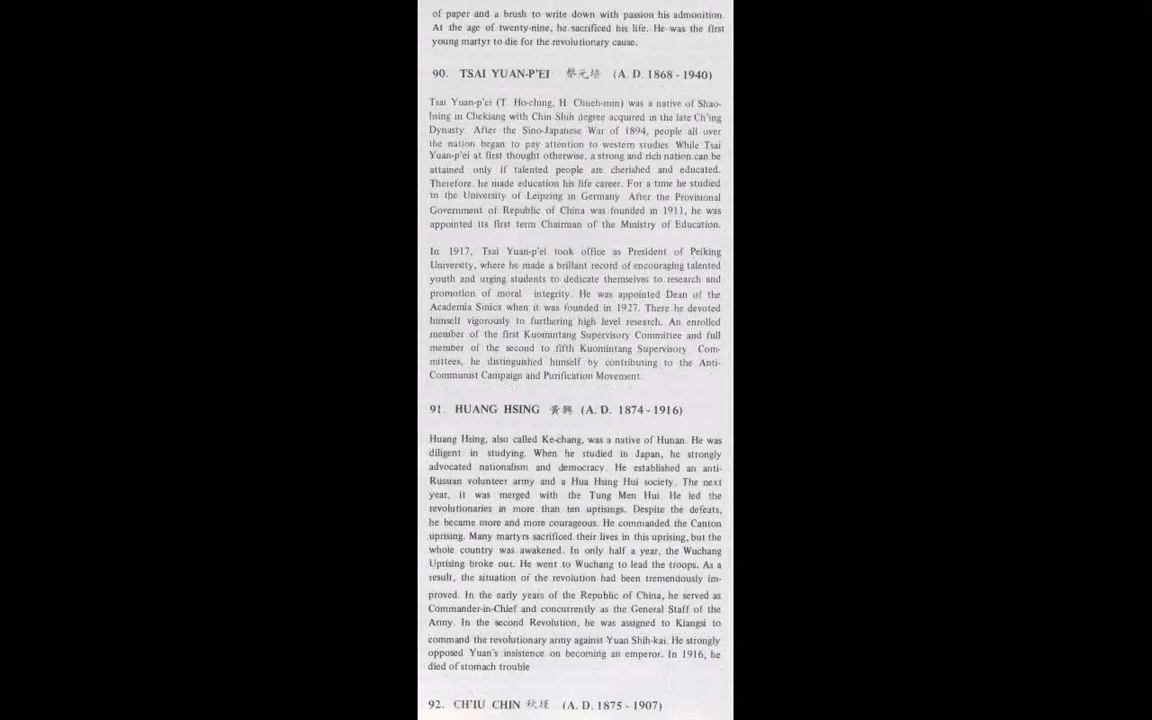 of paper and a brush to write down with passion his admonition.
At the age of twenty-nine, he sacrificed his life. He was the first
young martyr to die for the revolutionary cause.
90. TSAI YUAN-P'EI 蔡元培 (A. D. 1868 - 1940)
Tsai Yuan-p'ei (T. Ho-ching, H. Chueh-min) was a native of Shao-
hsing in Chekiang with Chin Shih degree acquired in the late Ch'ing
Dynasty. After the Sino-Japanese War of 1894, people all over
the nation began to pay attention to western studies. While Tsai
Yuan-p'ei at first thought otherwise, a strong and rich nation can be
attained only if talented people are cherished and educated.
Therefore, he made education his life career. For a time he studied
in the University of Leipzing in Germany. After the Provisional
Government of Republic of China was founded in 1911, he was
appointed its first term Chairman of the Ministry of Education.
In 1917, Tsai Yuan-p'ei took office as President of Peiking
University, where he made a brillant record of encouraging talented
youth and urging students to dedicate themselves to research and
promotion of moral integrity. He was appointed Dean of the
Academia Sinica when it was founded in 1927. There he devoted
himself vigorously to furthering high level research. An enrolled
member of the first Kuomintang Supervisory Committee and full
member of the second to fifth Kuomintang Supervisory Com-
mittees, he distinguished himself by contributing to the Anti-
Communist Campaign and Purification Movement.
91. HUANG HSING 黃興 (A. D. 1874 - 1916)
Huang Hsing, also called Ke-chang, was a native of Hunan. He was
diligent in studying. When he studied in Japan, he strongly
advocated nationalism and democracy. He established an anti-
Russian volunteer army and a Hua Hsing Hui society. The next
year, it was merged with the Tung Men Hui. He led the
revolutionaries in more than ten uprisings. Despite the defeats,
he became more and more courageous. He commanded the Canton
uprising. Many martyrs sacrificed their lives in this uprising, but the
whole country was awakened. In only half a year, the Wuchang
Uprising broke out. He went to Wuchang to lead the troops. As a
result, the situation of the revolution had been tremendously im-
proved. In the early years of the Republic of China, he served as
Commander-in-Chief and concurrently as the General Staff of the
Army. In the second Revolution, he was assigned to Kiangsi to
command the revolutionary army against Yuan Shih-kai. He strongly
opposed Yuan's insistence on becoming an emperor. In 1916, he
died of stomach trouble
92. CH'IU CHIN 秋瑾 (A. D. 1875 - 1907)